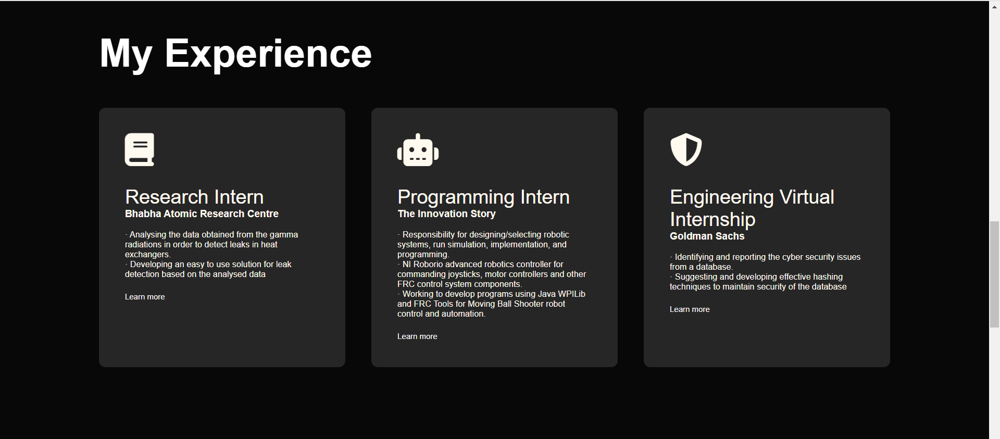 My Experience
Research Intern
Bhabha Atomic Research Centre
· Analysing the data obtained from the gamma
radiations in order to detect leaks in heat
exchangers.
· Developing an easy to use solution for leak
detection based on the analysed data
Learn more
Programming Intern
The Innovation Story
· Responsibility for designing/selecting robotic
systems, run simulation, implementation, and
programming.
· NI Roborio advanced robotics controller for
commanding joysticks, motor controllers and other
FRC control system components.
· Working to develop programs using Java WPILib
and FRC Tools for Moving Ball Shooter robot
control and automation.
Learn more
Engineering Virtual
Internship
Goldman Sachs
· Identifying and reporting the cyber security issues
from a database.
· Suggesting and developing effective hashing
techniques to maintain security of the database
Learn more